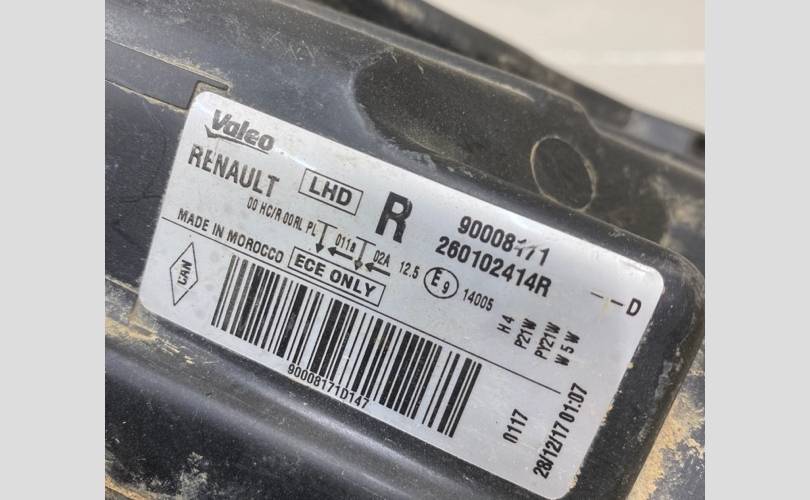 Valeo
RENAULT LHD R 90008171
260102414R
00 HC/R 00RL PL 011a 02A 12.5 E9 14005
MADE IN MOROCCO ECE ONLY
CAN
--D
H4
P21W
PY21W
W5W
90008171D147
0117
28/12/17 01:07